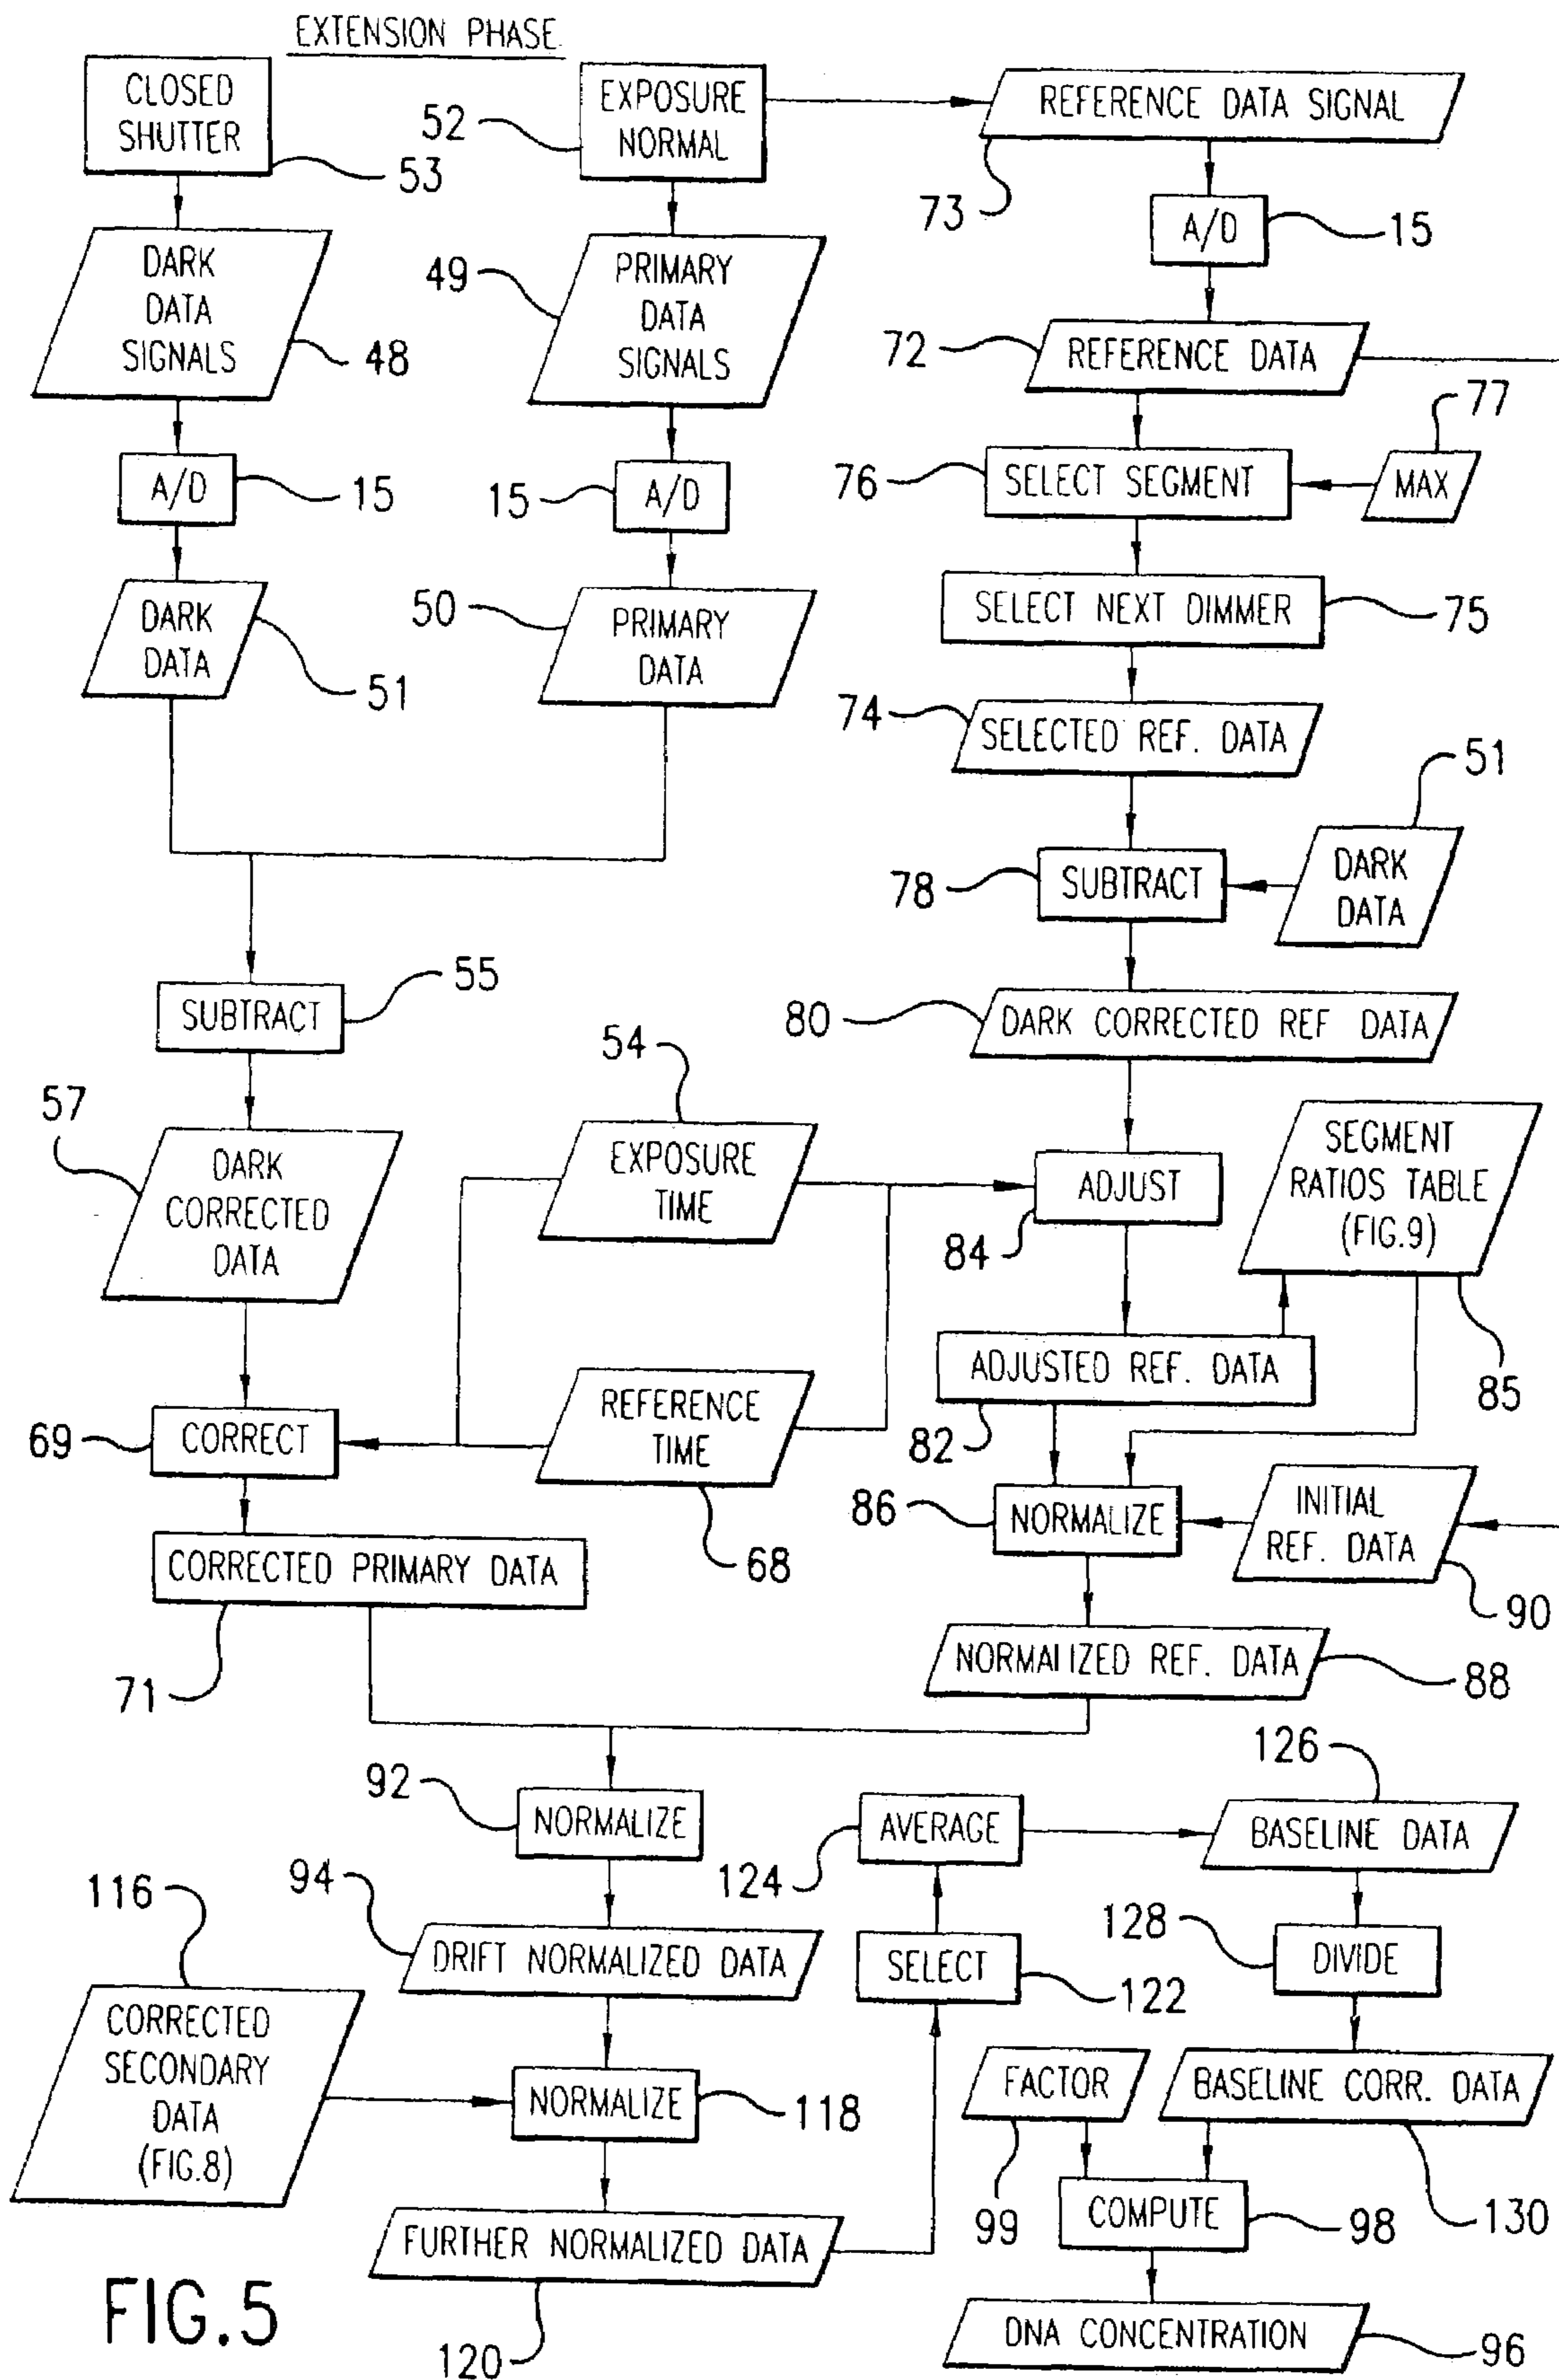 EXTENSION PHASE
CLOSED
SHUTTER
53
52
EXPOSURE
NORMAL
REFERENCE DATA SIGNAL
73
A/D
15
DARK
DATA
SIGNALS
48
49
PRIMARY
DATA
SIGNALS
72
REFERENCE DATA
77
A/D
15
15
A/D
76
SELECT SEGMENT
MAX
DARK
DATA
51
50
PRIMARY
DATA
SELECT NEXT DIMMER
75
74
SELECTED REF. DATA
51
78
SUBTRACT
DARK
DATA
SUBTRACT
55
80
DARK CORRECTED REF DATA
54
57
DARK
CORRECTED
DATA
EXPOSURE
TIME
ADJUST
84
SEGMENT
RATIOS TABLE
(FIG.9)
85
ADJUSTED REF. DATA
82
69
CORRECT
REFERENCE
TIME
68
86
NORMALIZE
INITIAL
REF. DATA
90
CORRECTED PRIMARY DATA
71
NORMALIZED REF. DATA
88
92
NORMALIZE
124
AVERAGE
126
BASELINE DATA
94
DRIFT NORMALIZED DATA
SELECT
122
128
DIVIDE
116
CORRECTED
SECONDARY
DATA
(FIG.8)
NORMALIZE
118
FACTOR
99
BASELINE CORR. DATA
130
COMPUTE
98
FURTHER NORMALIZED DATA
120
DNA CONCENTRATION
96
FIG.5